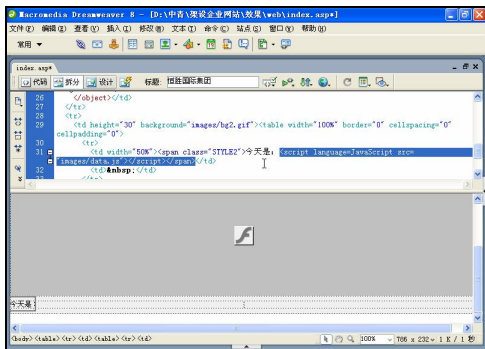 Macromedia Dreamweaver 8 - [D:\中青\架设企业网站\效果\web\index.asp*]
文件(F) 编辑(E) 查看(V) 插入(I) 修改(M) 文本(T) 命令(C) 站点(S) 窗口(W) 帮助(H)
常用
index.asp*
代码 拆分 设计 标题: 恒胜国际集团
26 </object></td>
27 </tr>
28 <tr>
29 <td height="30" background="images/bg2.gif"><table width="100%" border="0" cellspacing="0"
cellpadding="0">
30 <tr>
31 <td width="50%"><span class="STYLE2">今天是: <script language=JavaScript src=
"images/data.js"></script></span></td>
32 <td>&nbsp;</td>
33 </tr>
今天是:
<body><table><tr><td><table><tr><td> 100% 766 x 232 1 K / 1 秒